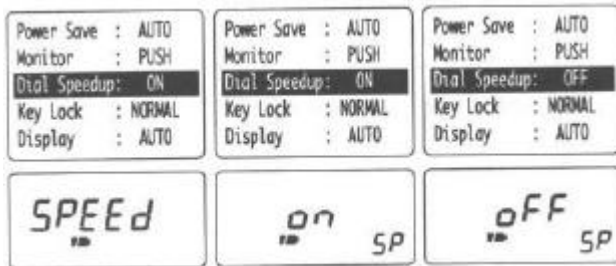 Power Save : AUTO
Monitor : PUSH
Dial Speedup: ON
Key Lock : NORMAL
Display : AUTO
Power Save : AUTO
Monitor : PUSH
Dial Speedup: ON
Key Lock : NORMAL
Display : AUTO
Power Save : AUTO
Monitor : PUSH
Dial Speedup: OFF
Key Lock : NORMAL
Display : AUTO
SPEEd
on
SP
oFF
SP